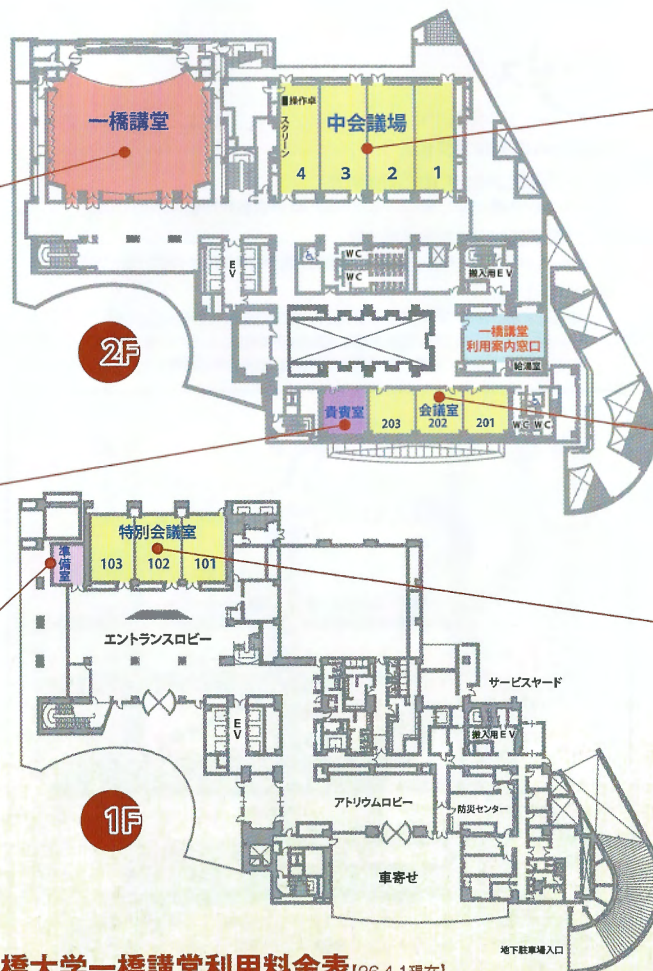 一橋講堂
操作卓
スクリーン
中会議場
4
3
2
1
EV
WC
WC
搬入用EV
一橋講堂
利用案内窓口
給湯室
2F
貴賓室
会議室
203
202
201
WC
WC
準備室
特別会議室
103
102
101
エントランスロビー
サービスヤード
EV
搬入用EV
アトリウムロビー
防災センター
1F
車寄せ
地下駐車場入口
橋大学一橋講堂利用料金表【26.4.1現在】